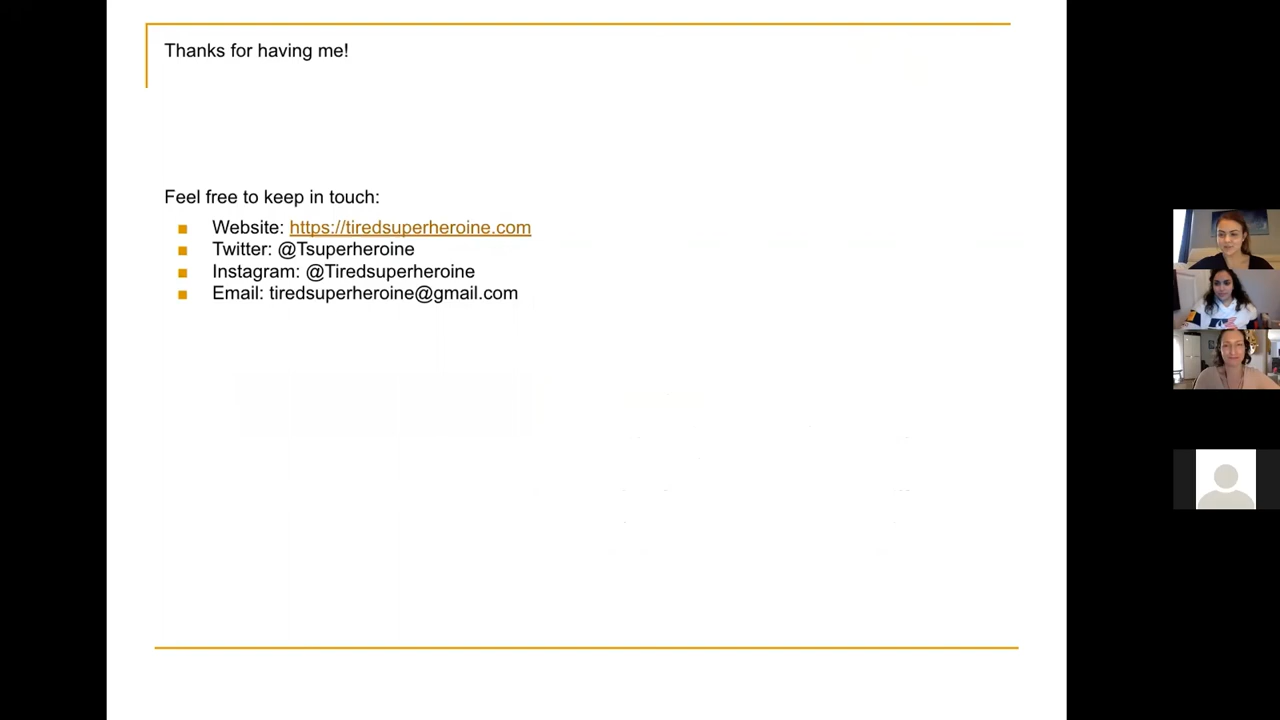 Thanks for having me!
Feel free to keep in touch:
Website: https://tiredsuperheroine.com
Twitter: @Tsuperheroine
Instagram: @Tiredsuperheroine
Email: tiredsuperheroine@gmail.com